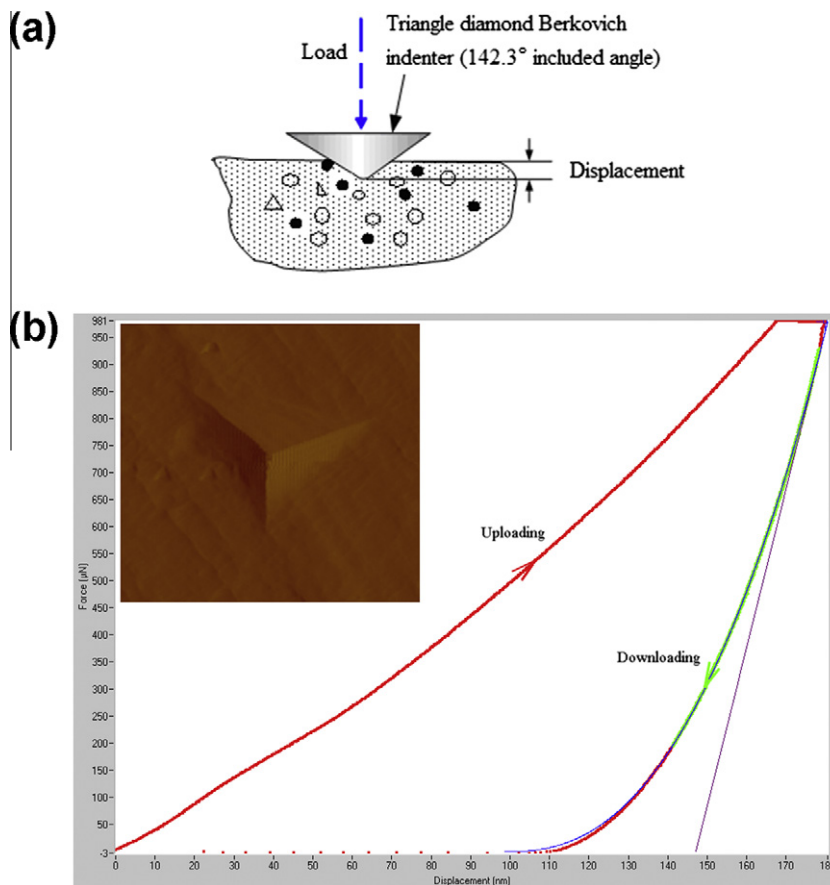 (a)
Load
Triangle diamond Berkovich
indenter (142.3° included angle)
Displacement
(b)
981
950
900
850
800
750
700
650
600
550
500
450
400
350
300
250
200
150
100
50
-3
Force [µN]
Uploading
Downloading
0 10 20 30 40 50 60 70 80 90 100 110 120 130 140 150 160 170 180
Displacement [nm]